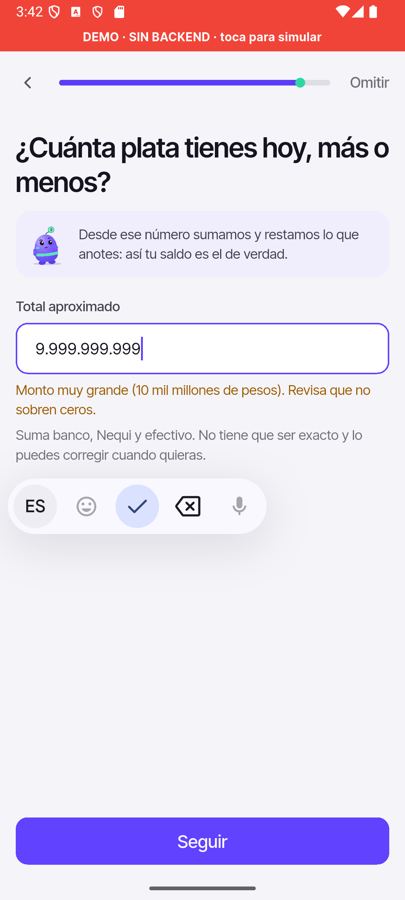 3:42
DEMO · SIN BACKEND · toca para simular
Omitir
¿Cuánta plata tienes hoy, más o
menos?
Desde ese número sumamos y restamos lo que
anotes: así tu saldo es el de verdad.
Total aproximado
9.999.999.999
Monto muy grande (10 mil millones de pesos). Revisa que no
sobren ceros.
Suma banco, Nequi y efectivo. No tiene que ser exacto y lo
puedes corregir cuando quieras.
ES
Seguir